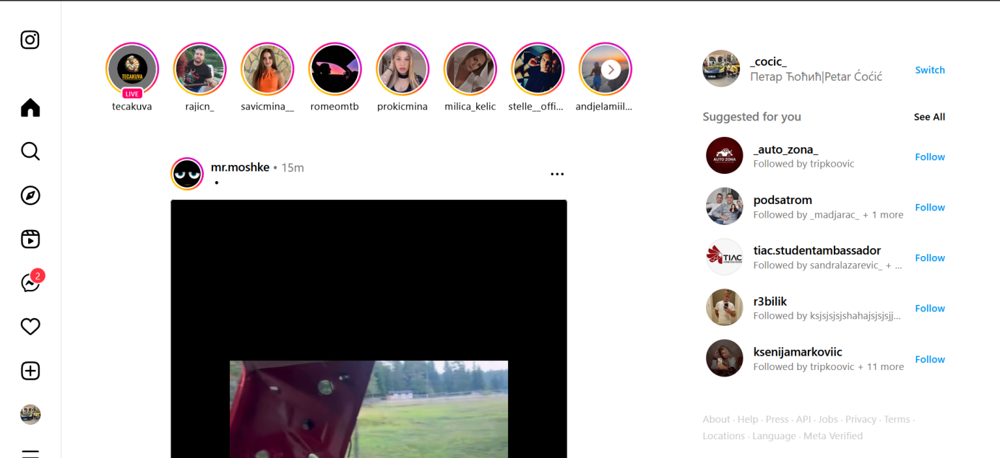 TECAKUVA
LIVE
tecakuva
rajicn_
savicmina__
romeomtb
prokicmina
milica_kelic
stelle__offi...
andjelamiil...
_cocic_
Петар Ћоћић|Petar Ćoćić
Switch
Suggested for you
See All
mr.moshke • 15m
•
AUTO ZONA
_auto_zona_
Followed by tripkoovic
Follow
podsatrom
Followed by _madjarac_ + 1 more
Follow
TIAC
AMBASSADOR
tiac.studentambassador
Followed by sandralazarevic_ + ...
Follow
r3bilik
Followed by ksjsjsjsjshahajsjsjsjj...
Follow
ksenijamarkoviic
Followed by tripkoovic + 11 more
Follow
2
About · Help · Press · API · Jobs · Privacy · Terms ·
Locations · Language · Meta Verified